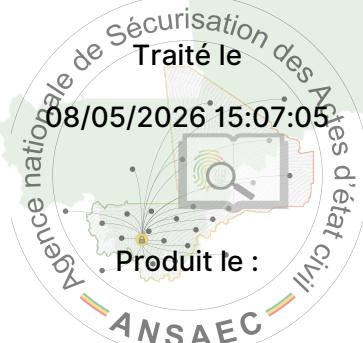 Agence nationale de Sécurisation des Actes d'état civil
Traité le
08/05/2026 15:07:05
Produit le :
ANSAEC